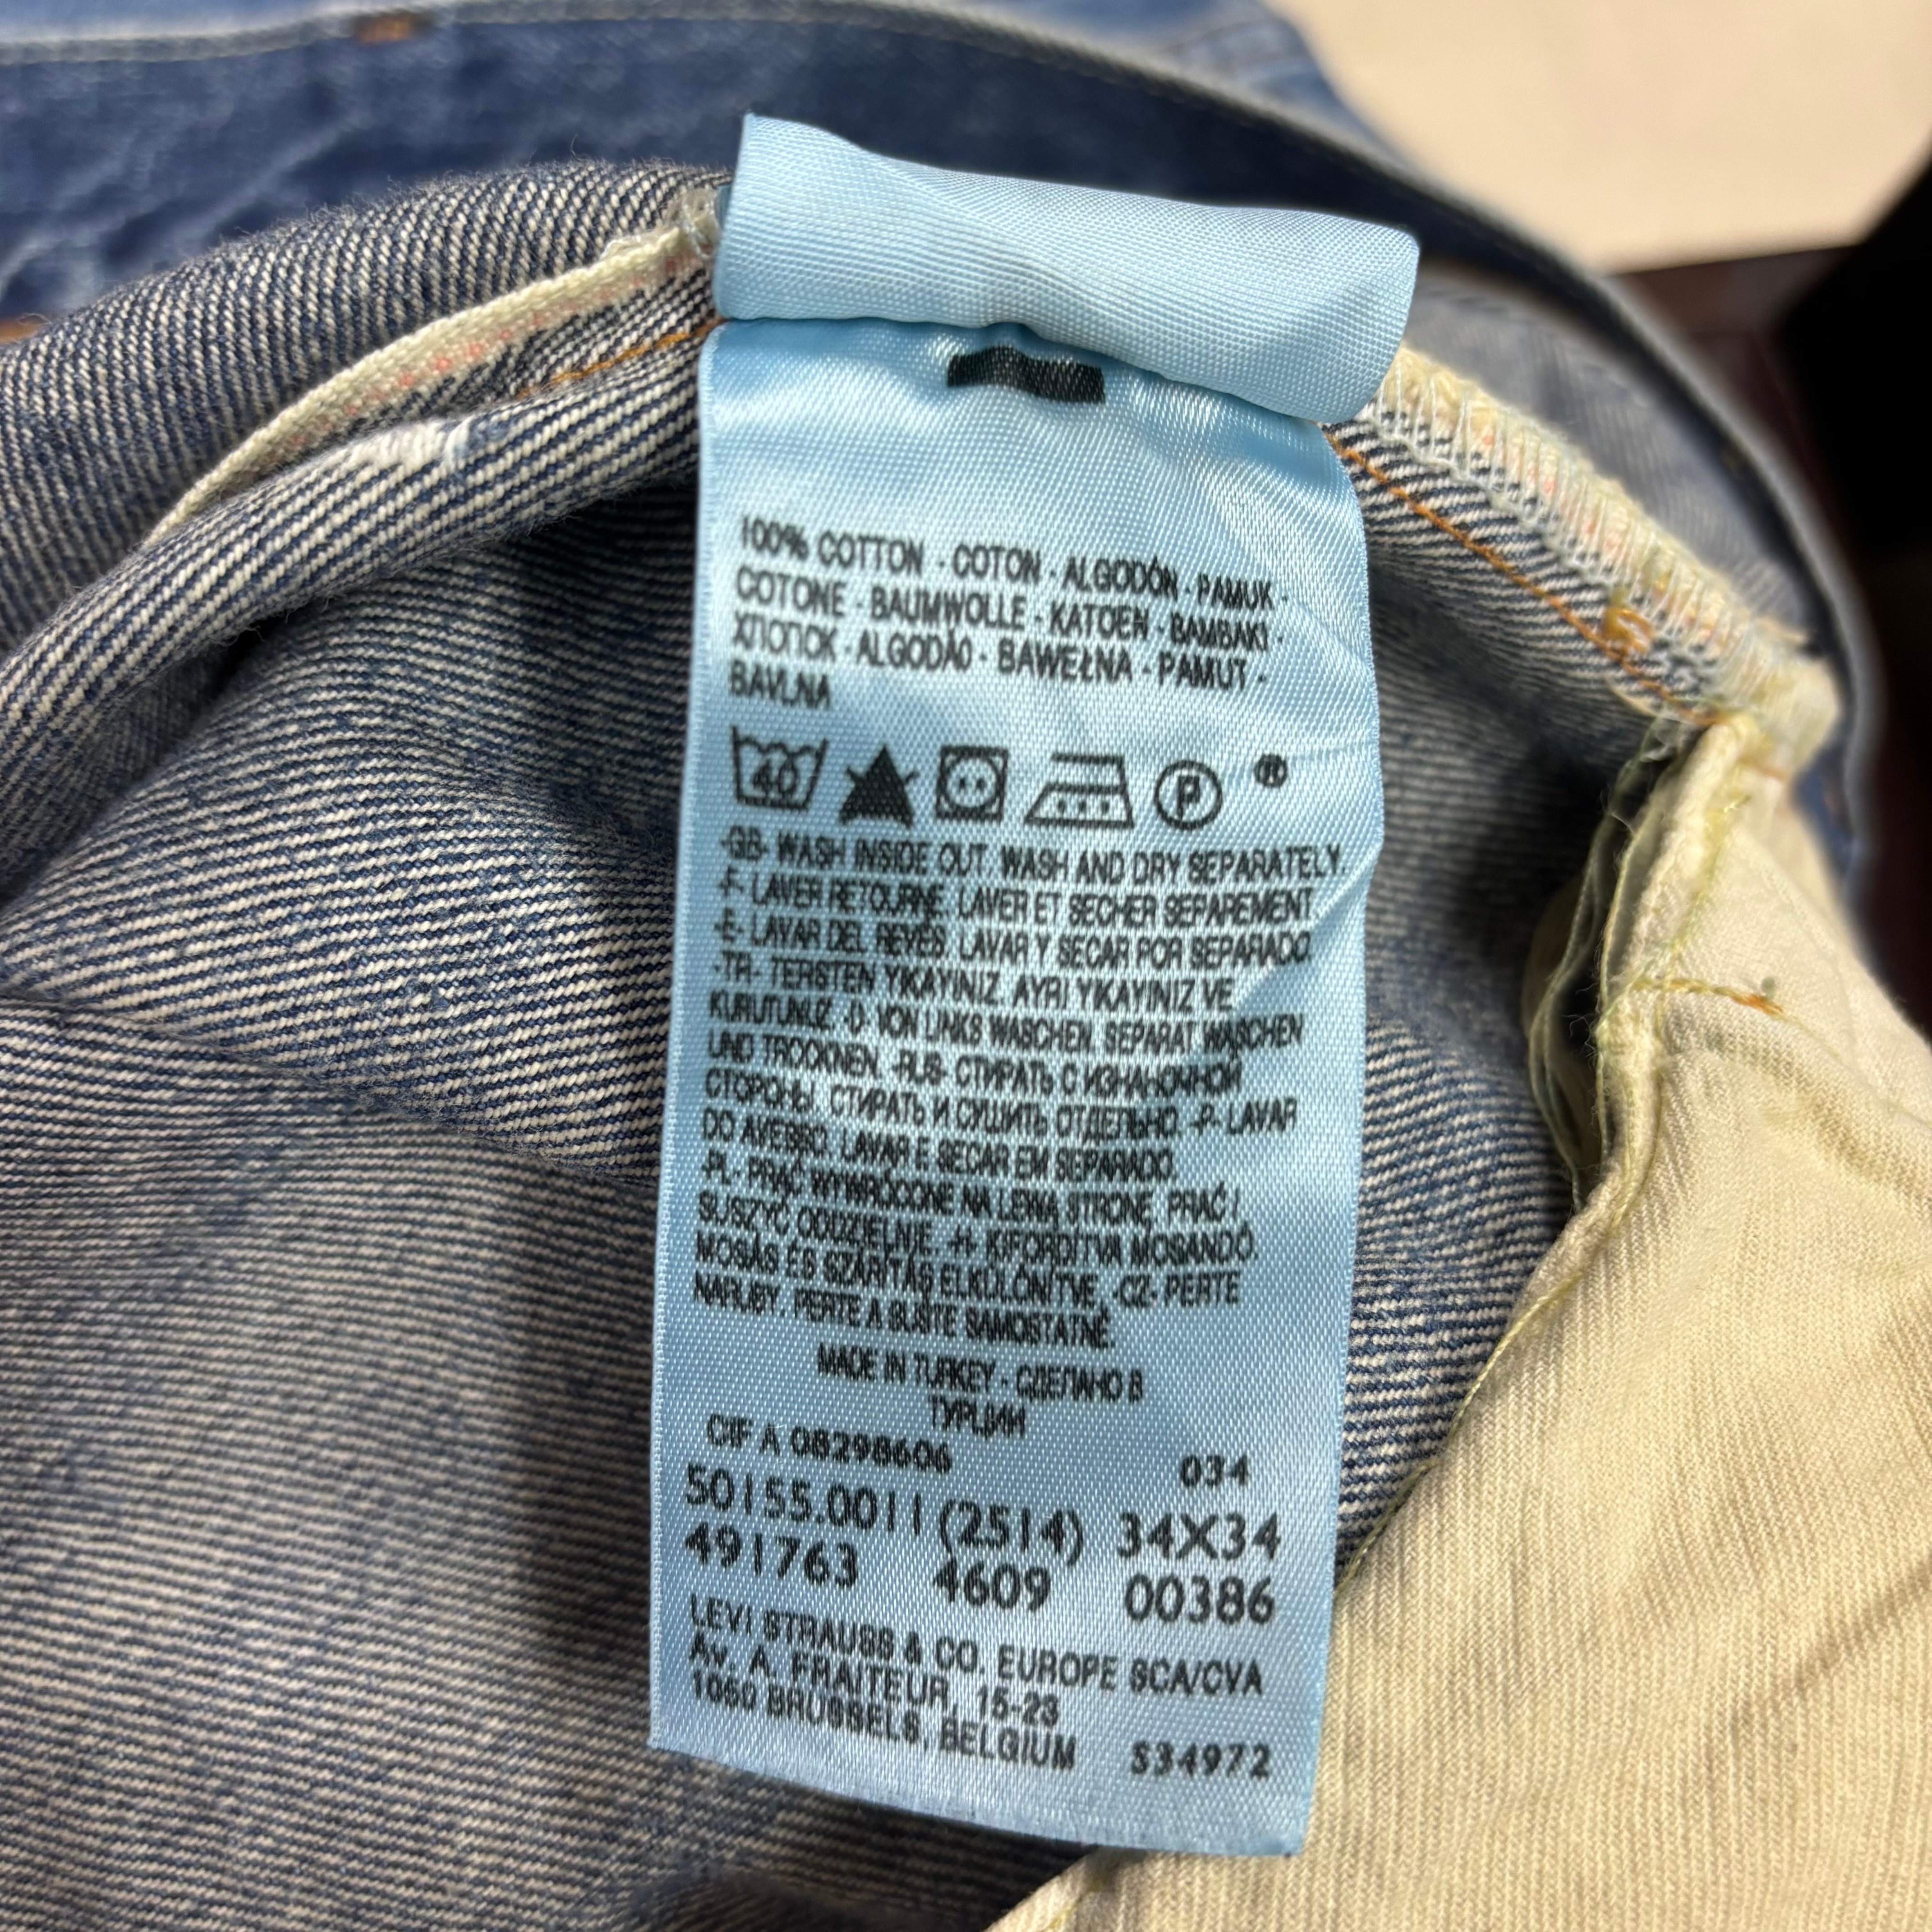 100% COTTON - COTON - ALGODÓN - PAMUK -
COTONE - BAUMWOLLE - KATOEN - BAMBAKI -
ХЛОПОК - ALGODÃO - BAWEŁNA - PAMUT -
BAVLNA
40 P ®
-GB- WASH INSIDE OUT. WASH AND DRY SEPARATELY.
-F- LAVER RETOURNE. LAVER ET SECHER SEPAREMENT.
-E- LAVAR DEL REVÉS. LAVAR Y SECAR POR SEPARADO.
-TR- TERSTEN YIKAYINIZ. AYRI YIKAYINIZ VE
KURUTUNUZ. -D- VON LINKS WASCHEN. SEPARAT WASCHEN
UND TROCKNEN. -RUS- СТИРАТЬ С ИЗНАНОЧНОЙ
СТОРОНЫ. СТИРАТЬ И СУШИТЬ ОТДЕЛЬНО. -P- LAVAR
DO AVESSO. LAVAR E SECAR EM SEPARADO.
-PL- PRAĆ WYWRÓCONE NA LEWA STRONĘ. PRAĆ I
SUSZYĆ ODDZIELNIE. -H- KIFORDITVA MOSANDÓ.
MOSÁS ÉS SZÁRITÁS ELKÜLÖNITVE. -CZ- PERTE
NARUBY. PERTE A SUŠTE SAMOSTATNĚ.
MADE IN TURKEY - СДЕЛАНО В
ТУРЦИИ
CIF A 08298606 034
50155.0011 (2514) 34X34
491763 4609 00386
LEVI STRAUSS & CO. EUROPE SCA/CVA
Av. A. FRAITEUR, 15-23
1060 BRUSSELS, BELGIUM S34972